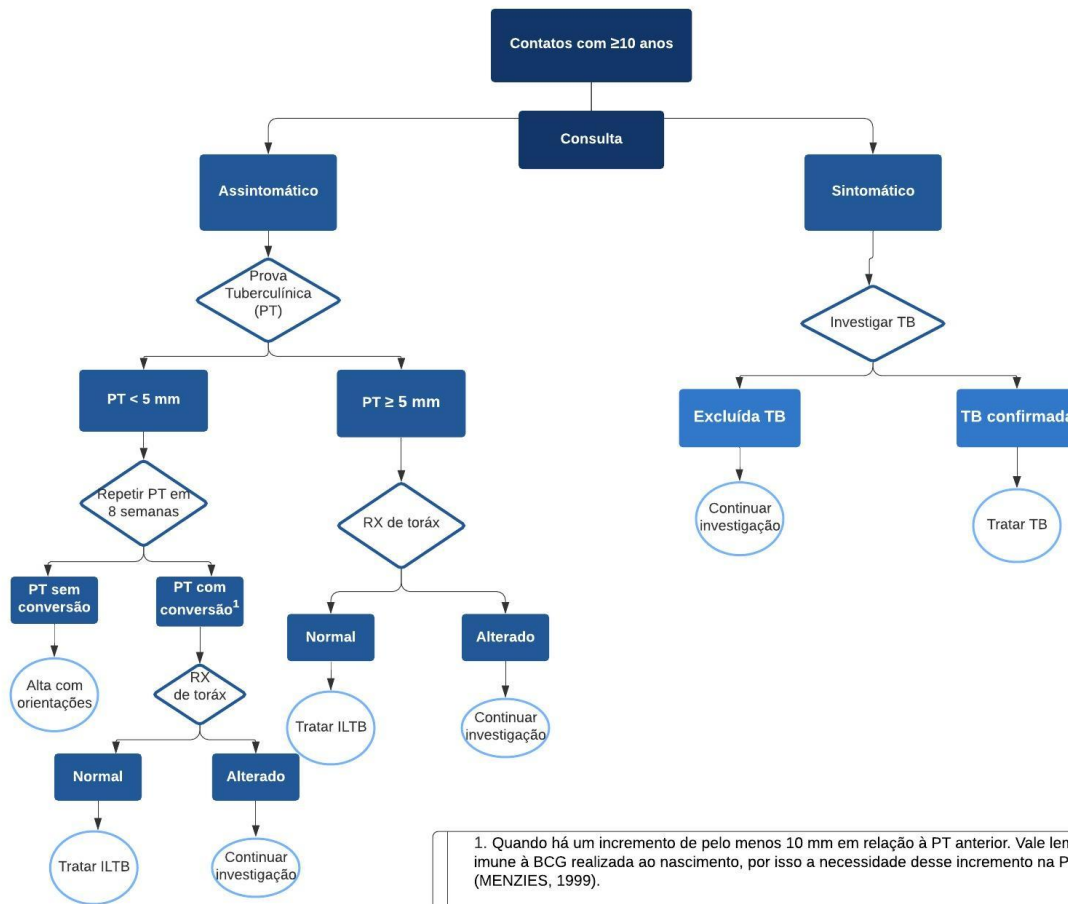 Contatos com ≥10 anos
Consulta
Assintomático
Sintomático
Prova
Tuberculínica
(PT)
Investigar TB
PT < 5 mm
PT ≥ 5 mm
Excluída TB
TB confirmada
Repetir PT em
8 semanas
RX de toráx
Continuar
investigação
Tratar TB
PT sem
conversão
PT com
conversão¹
Normal
Alterado
Alta com
orientações
RX
de toráx
Tratar ILTB
Continuar
investigação
Normal
Alterado
Tratar ILTB
Continuar
investigação
1. Quando há um incremento de pelo menos 10 mm em relação à PT anterior. Vale
imune à BCG realizada ao nascimento, por isso a necessidade desse incremento na
(MENZIES, 1999).